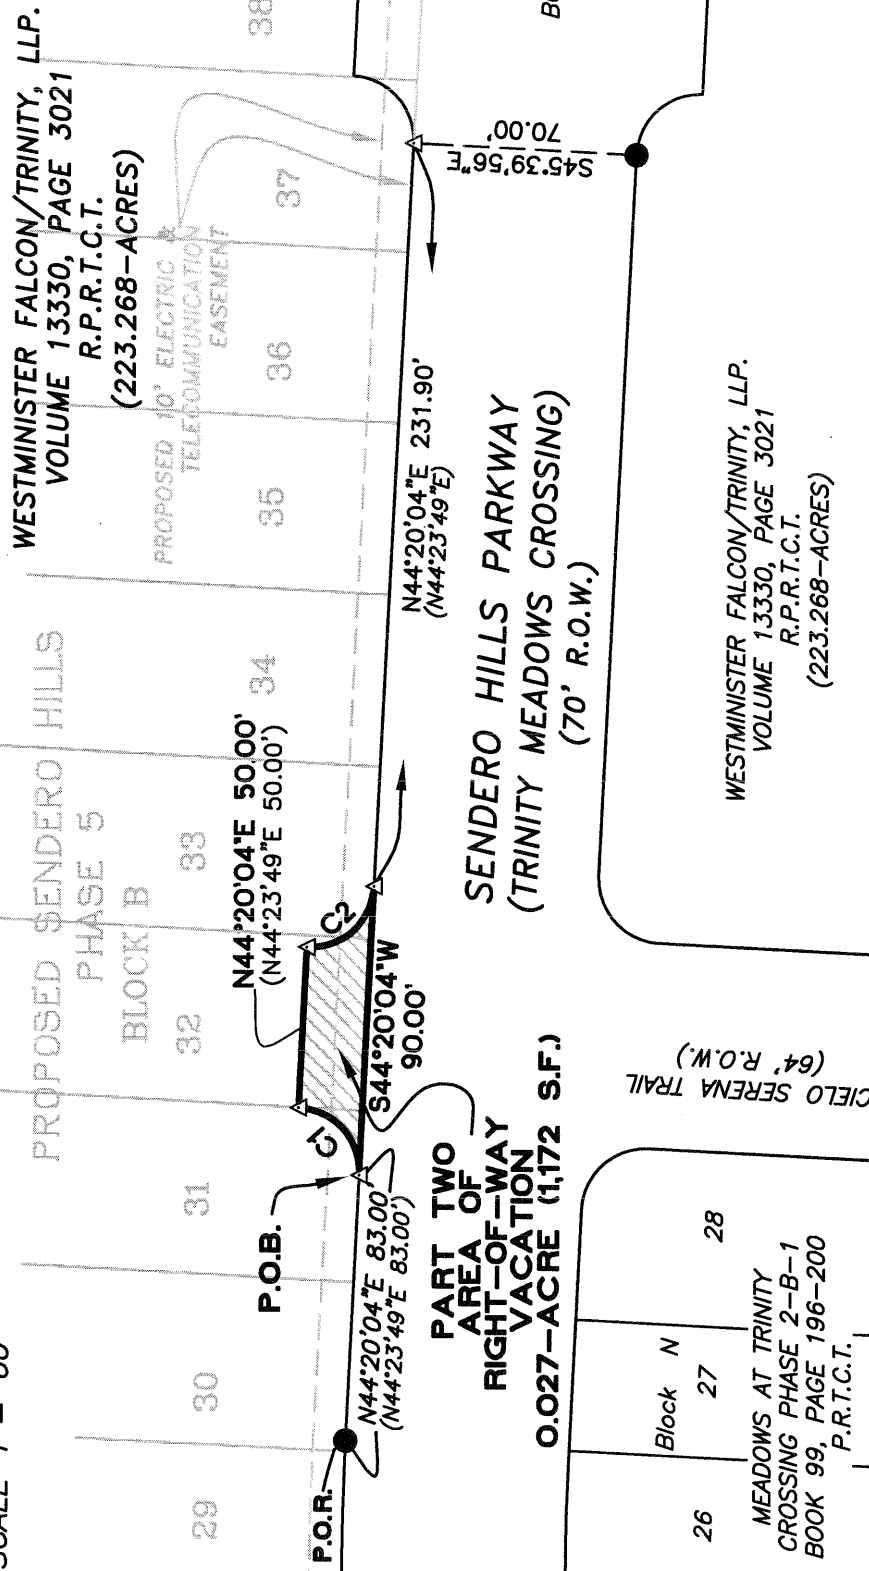 WESTMINISTER FALCON/TRINITY, LLP.
VOLUME 13330, PAGE 3021
R.P.R.T.C.T.
(223.268-ACRES)
PROPOSED 10' ELECTRIC &
TELECOMMUNICATION
EASEMENT
PROPOSED SENDERO HILLS
PHASE 5
BLOCK B
29
30
31
32
33
34
35
36
37
38
N44°20'04"E 50.00'
(N44°23'49"E 50.00')
C1
C2
S44°20'04"W
90.00'
P.O.B.
P.O.R.
N44°20'04"E 83.00'
(N44°23'49"E 83.00')
N44°20'04"E 231.90'
(N44°23'49"E)
S45°39'56"E
70.00'
PART TWO
AREA OF
RIGHT-OF-WAY
VACATION
0.027-ACRE (1,172 S.F.)
SENDERO HILLS PARKWAY
(TRINITY MEADOWS CROSSING)
(70' R.O.W.)
CIELO SERENA TRAIL
(64' R.O.W.)
WESTMINISTER FALCON/TRINITY, LLP.
VOLUME 13330, PAGE 3021
R.P.R.T.C.T.
(223.268-ACRES)
Block N
26
27
28
MEADOWS AT TRINITY
CROSSING PHASE 2-B-1
BOOK 99, PAGE 196-200
P.R.T.C.T.